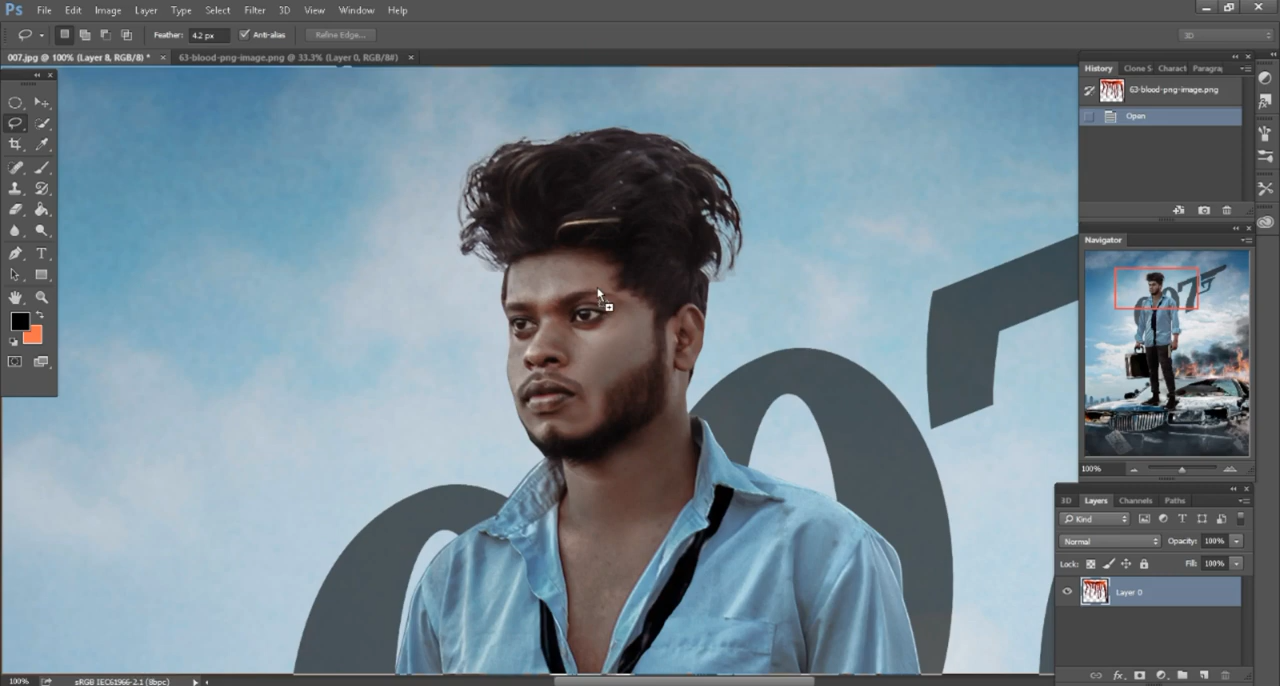 Ps File Edit Image Layer Type Select Filter 3D View Window Help
Feather: 4.2 px Anti-alias Refine Edge... 3D
007.jpg @ 100% (Layer 8, RGB/8) * × 63-blood-png-image.png @ 33.3% (Layer 0, RGB/8#) ×
History Clone S Charact Paragra
63-blood-png-image.png
Open
Navigator
007
100%
3D Layers Channels Paths
Kind
Normal Opacity: 100%
Lock: Fill: 100%
Layer 0
100% sRGB IEC61966-2.1 (8bpc)